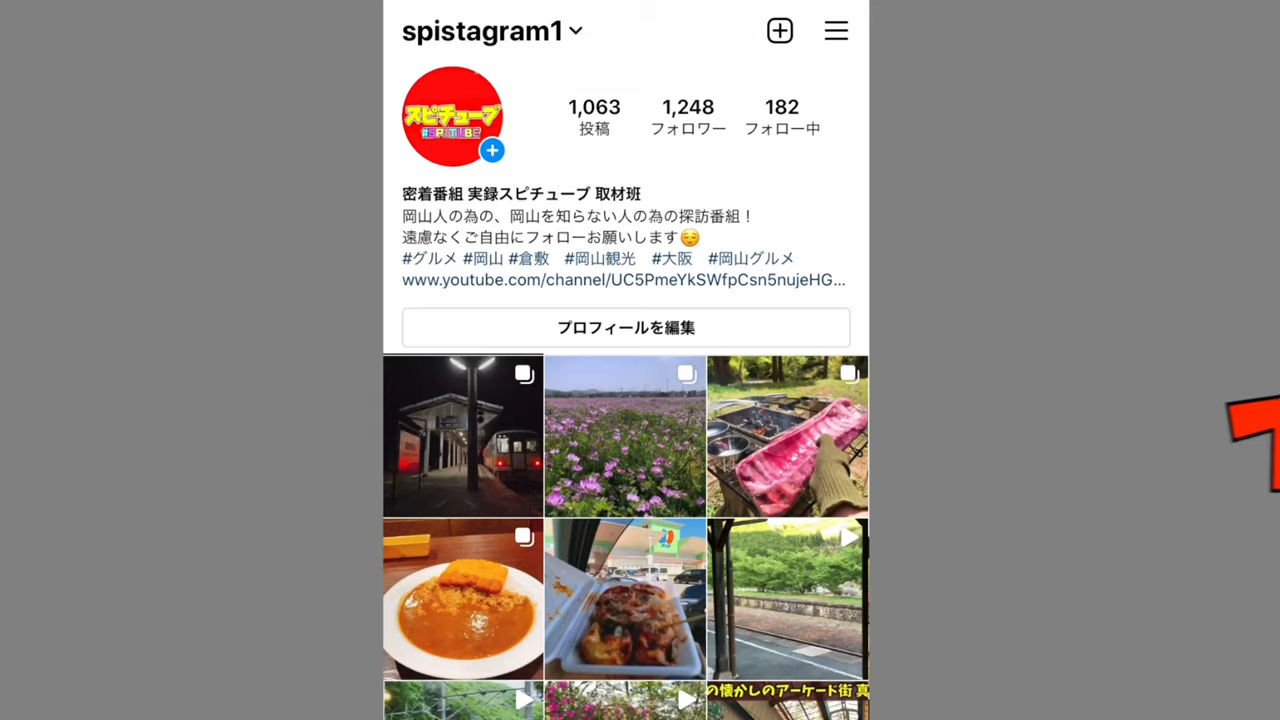 spistagram1
スピチューブ
#SPITUBE
1,063
投稿
1,248
フォロワー
182
フォロー中
密着番組 実録スピチューブ 取材班
岡山人の為の、岡山を知らない人の為の探訪番組！
遠慮なくご自由にフォローお願いします😌
#グルメ #岡山 #倉敷　#岡山観光　#大阪　#岡山グルメ
www.youtube.com/channel/UC5PmeYkSWfpCsn5nujeHG...
プロフィールを編集
の懐かしのアーケード街 真